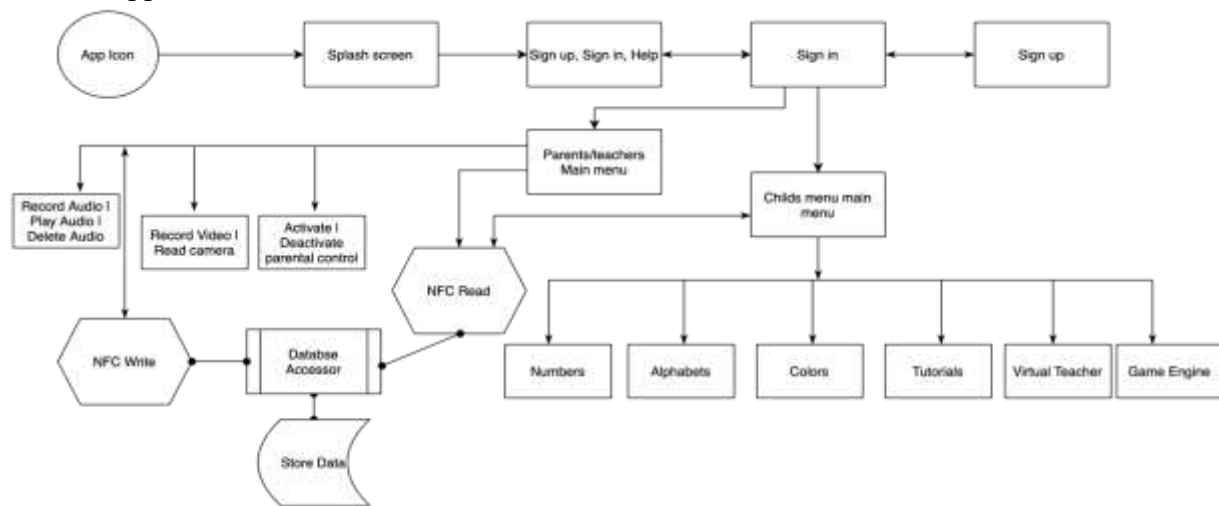 App Icon
Splash screen
Sign up, Sign in, Help
Sign in
Sign up
Parents/teachers
Main menu
Childs menu main
menu
Record Audio |
Play Audio |
Delete Audio
Record Video |
Read camera
Activate |
Deactivate
parental control
NFC Read
NFC Write
Databse
Accessor
Numbers
Alphabets
Colors
Tutorials
Virtual Teacher
Game Engine
Store Data